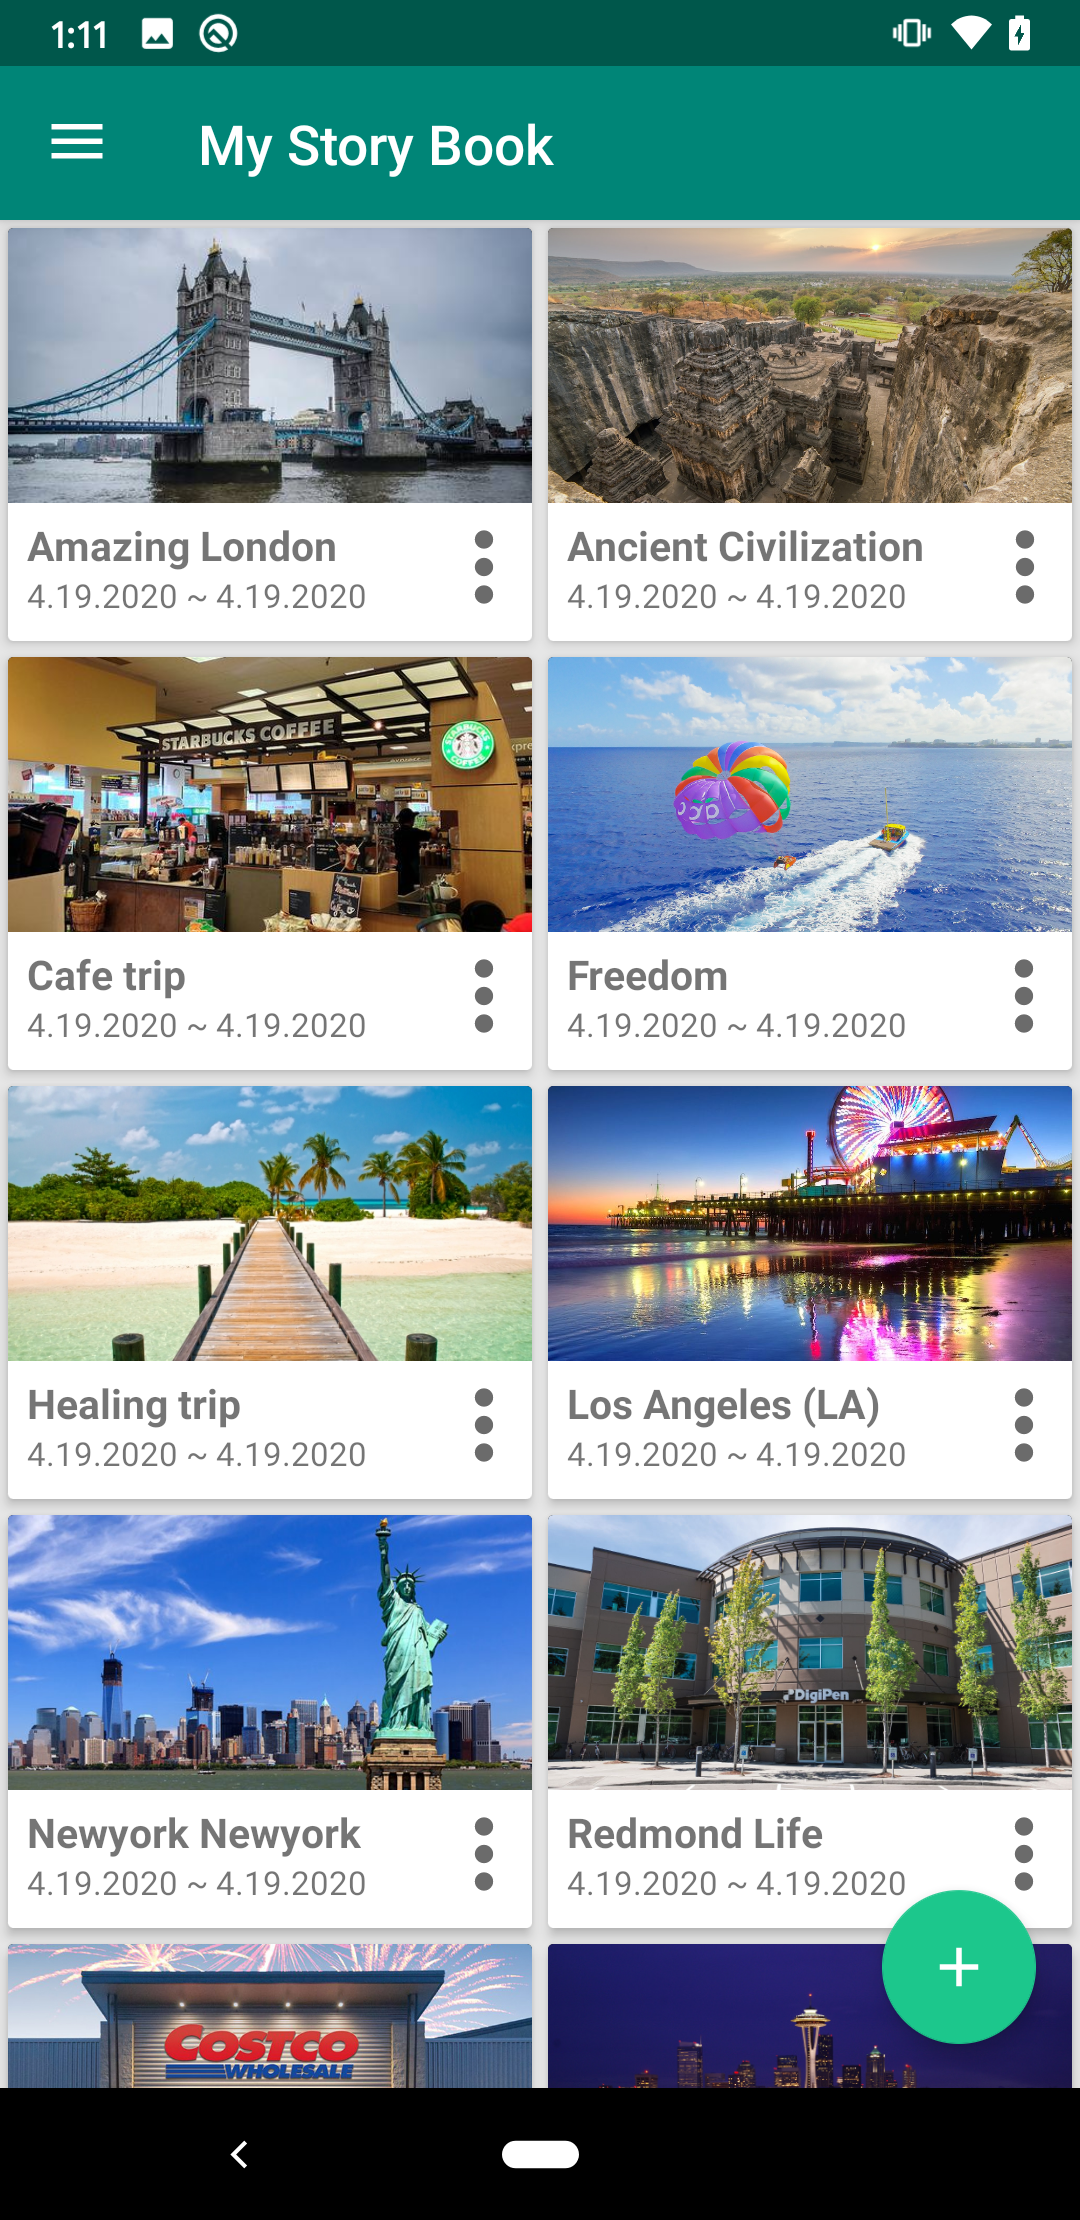 1:11
My Story Book
Amazing London
4.19.2020 ~ 4.19.2020
Ancient Civilization
4.19.2020 ~ 4.19.2020
STARBUCKS COFFEE
STARBUCKS
COFFEE
Cafe trip
4.19.2020 ~ 4.19.2020
Freedom
4.19.2020 ~ 4.19.2020
Healing trip
4.19.2020 ~ 4.19.2020
Los Angeles (LA)
4.19.2020 ~ 4.19.2020
Newyork Newyork
4.19.2020 ~ 4.19.2020
DigiPen
Redmond Life
4.19.2020 ~ 4.19.2020
COSTCO
WHOLESALE